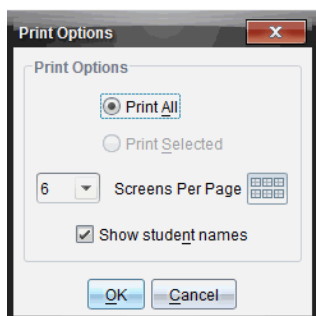 Print Options
Print Options
Print All
Print Selected
6 Screens Per Page
Show student names
OK Cancel